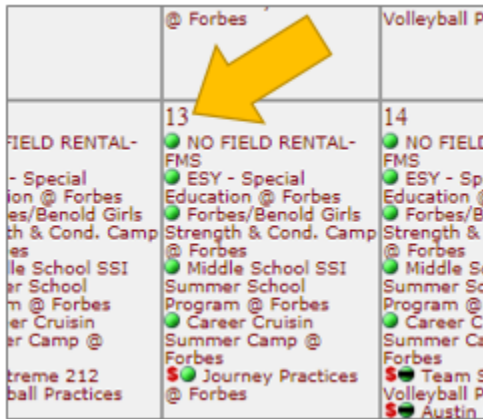 @ Forbes
Volleyball P
FIELD RENTAL-
- Special
ion @ Forbes
es/Benold Girls
th & Cond. Camp
es
le School SSI
er School
m @ Forbes
er Cruisin
er Camp @
treme 212
ball Practices
13
NO FIELD RENTAL-
FMS
ESY - Special
Education @ Forbes
Forbes/Benold Girls
Strength & Cond. Camp
@ Forbes
Middle School SSI
Summer School
Program @ Forbes
Career Cruisin
Summer Camp @
Forbes
$ Journey Practices
@ Forbes
14
NO FIEL
FMS
ESY - Sp
Education @
Forbes/B
Strength &
@ Forbes
Middle S
Summer Sc
Program @
Career C
Summer Ca
Forbes
$ Team S
Volleyball P
$ Austin